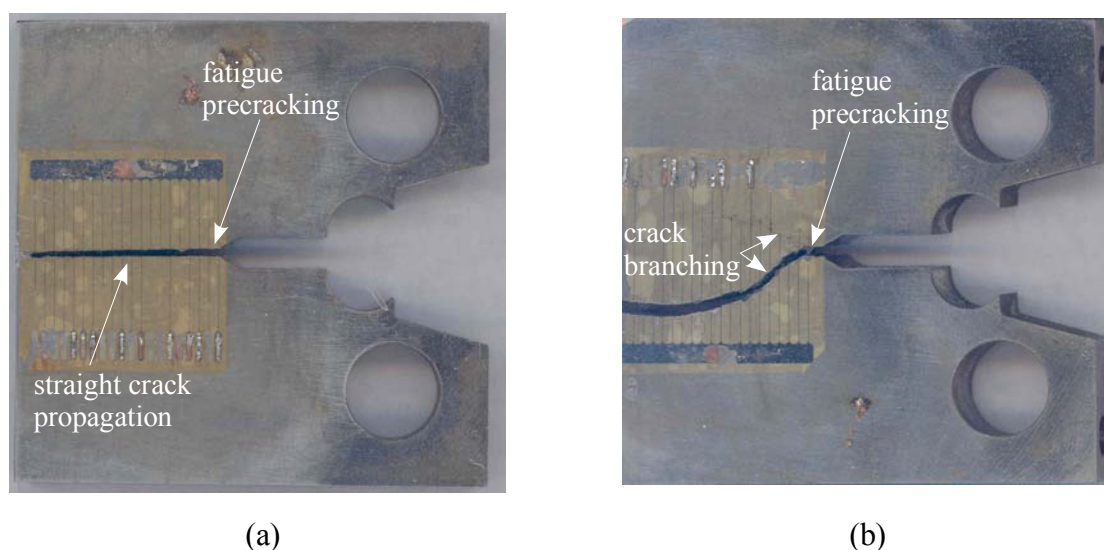 fatigue
precracking
straight crack
propagation
(a)
fatigue
precracking
crack
branching
(b)